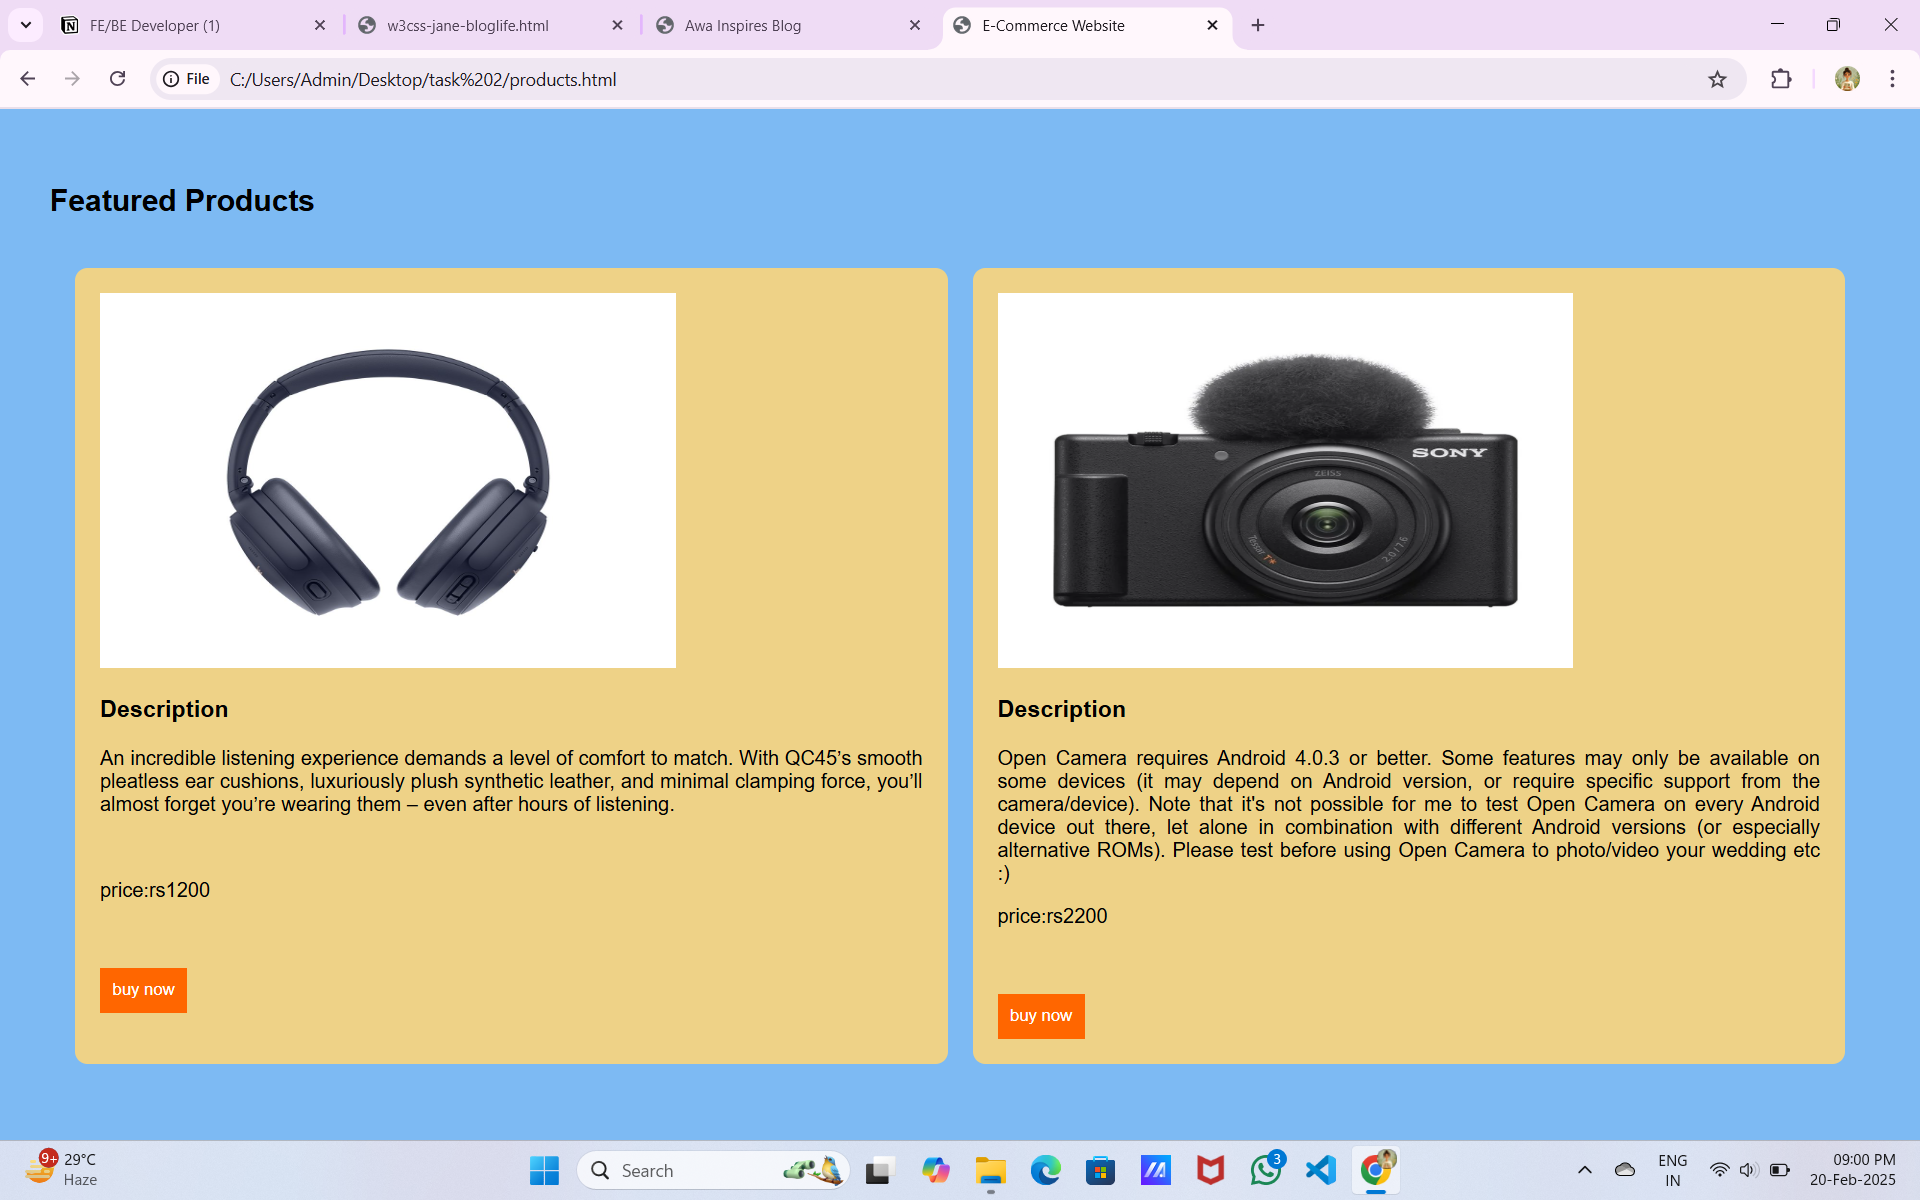 FE/BE Developer (1)
w3css-jane-bloglife.html
Awa Inspires Blog
E-Commerce Website
File
C:/Users/Admin/Desktop/task%202/products.html
Featured Products
SONY
ZEISS
Tessar T*
2.0/7.6
Description
An incredible listening experience demands a level of comfort to match. With QC45’s smooth
pleatless ear cushions, luxuriously plush synthetic leather, and minimal clamping force, you’ll
almost forget you’re wearing them – even after hours of listening.
price:rs1200
buy now
Description
Open Camera requires Android 4.0.3 or better. Some features may only be available on
some devices (it may depend on Android version, or require specific support from the
camera/device). Note that it's not possible for me to test Open Camera on every Android
device out there, let alone in combination with different Android versions (or especially
alternative ROMs). Please test before using Open Camera to photo/video your wedding etc
:)
price:rs2200
buy now
9+
29°C
Haze
Search
3
ENG
IN
09:00 PM
20-Feb-2025